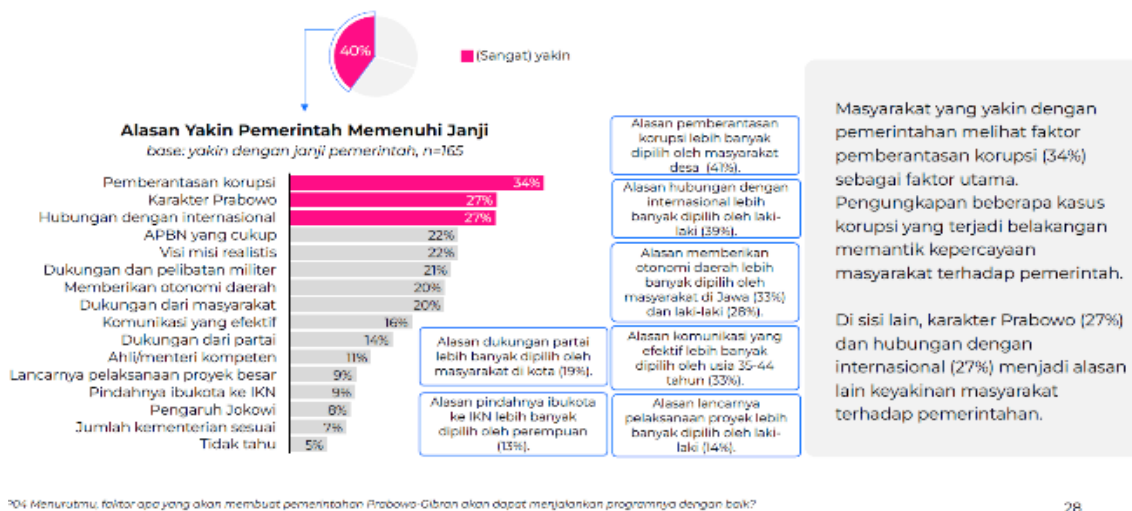 40%
(Sangat) yakin
Alasan Yakin Pemerintah Memenuhi Janji
base: yakin dengan janji pemerintah, n=165
Pemberantasan korupsi 34%
Karakter Prabowo 27%
Hubungan dengan internasional 27%
APBN yang cukup 22%
Visi misi realistis 22%
Dukungan dan pelibatan militer 21%
Memberikan otonomi daerah 20%
Dukungan dari masyarakat 20%
Komunikasi yang efektif 16%
Dukungan dari partai 14%
Ahli/menteri kompeten 11%
Lancarnya pelaksanaan proyek besar 9%
Pindahnya ibukota ke IKN 9%
Pengaruh Jokowi 8%
Jumlah kementerian sesuai 7%
Tidak tahu 5%
Alasan dukungan partai
lebih banyak dipilih oleh
masyarakat di kota (19%).
Alasan pindahnya ibukota
ke IKN lebih banyak
dipilih oleh perempuan
(13%).
Alasan pemberantasan
korupsi lebih banyak
dipilih oleh masyarakat
desa (41%).
Alasan hubungan dengan
internasional lebih
banyak dipilih oleh laki-
laki (39%).
Alasan memberikan
otonomi daerah lebih
banyak dipilih oleh
masyarakat di Jawa (33%)
dan laki-laki (28%).
Alasan komunikasi yang
efektif lebih banyak
dipilih oleh usia 35-44
tahun (33%).
Alasan lancarnya
pelaksanaan proyek lebih
banyak dipilih oleh laki-
laki (14%).
Masyarakat yang yakin dengan
pemerintahan melihat faktor
pemberantasan korupsi (34%)
sebagai faktor utama.
Pengungkapan beberapa kasus
korupsi yang terjadi belakangan
memantik kepercayaan
masyarakat terhadap pemerintah.
Di sisi lain, karakter Prabowo (27%)
dan hubungan dengan
internasional (27%) menjadi alasan
lain keyakinan masyarakat
terhadap pemerintahan.
P04 Menurutmu, faktor apa yang akan membuat pemerintahan Prabowo-Gibran akan dapat menjalankan programnya dengan baik?
28